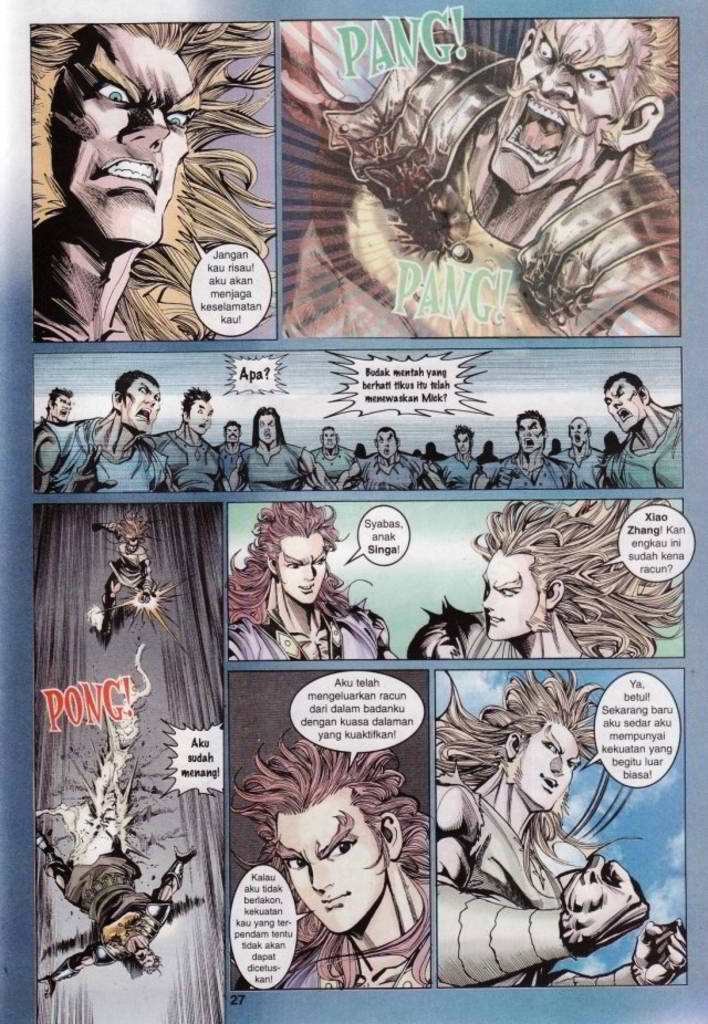 Jangan
kau risau!
aku akan
menjaga
keselamatan
kau!
PANG!
PANG!
Apa?
Budak mentah yang
berhati tikus itu telah
menewaskan Mick?
PONG!
Aku
sudah
menang!
Syabas,
anak
Singa!
Xiao
Zhang! Kan
engkau ini
sudah kena
racun?
Aku telah
mengeluarkan racun
dari dalam badanku
dengan kuasa dalaman
yang kuaktifkan!
Kalau
aku tidak
berlakon,
kekuatan
kau yang ter-
pendam tentu
tidak akan
dapat
dicetus-
kan!
Ya,
betul!
Sekarang baru
aku sedar aku
mempunyai
kekuatan yang
begitu luar
biasa!
27